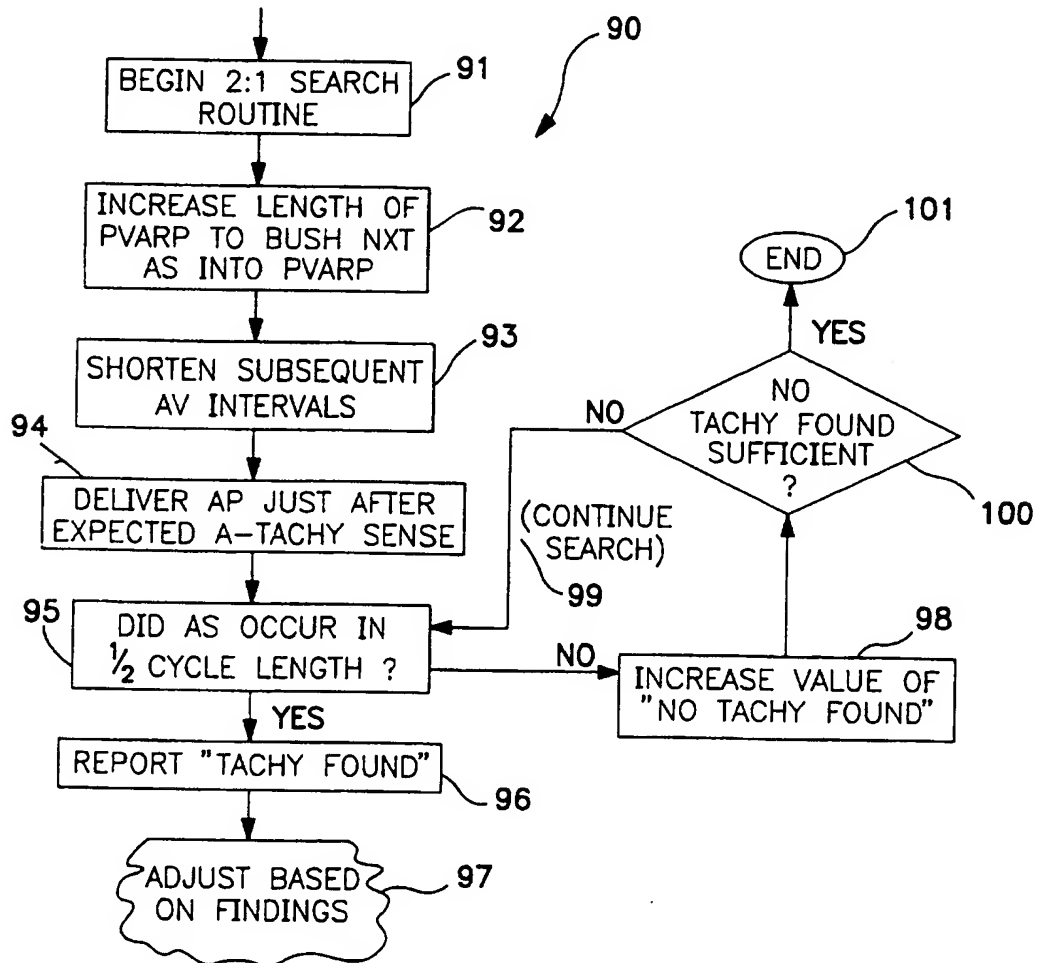 90
BEGIN 2:1 SEARCH
ROUTINE
91
INCREASE LENGTH OF
PVARP TO BUSH NXT
AS INTO PVARP
92
SHORTEN SUBSEQUENT
AV INTERVALS
93
94
DELIVER AP JUST AFTER
EXPECTED A-TACHY SENSE
95
DID AS OCCUR IN
½ CYCLE LENGTH ?
YES
NO
REPORT "TACHY FOUND"
96
ADJUST BASED
ON FINDINGS
97
98
INCREASE VALUE OF
"NO TACHY FOUND"
(CONTINUE
SEARCH)
99
NO
NO
TACHY FOUND
SUFFICIENT
?
100
YES
END
101